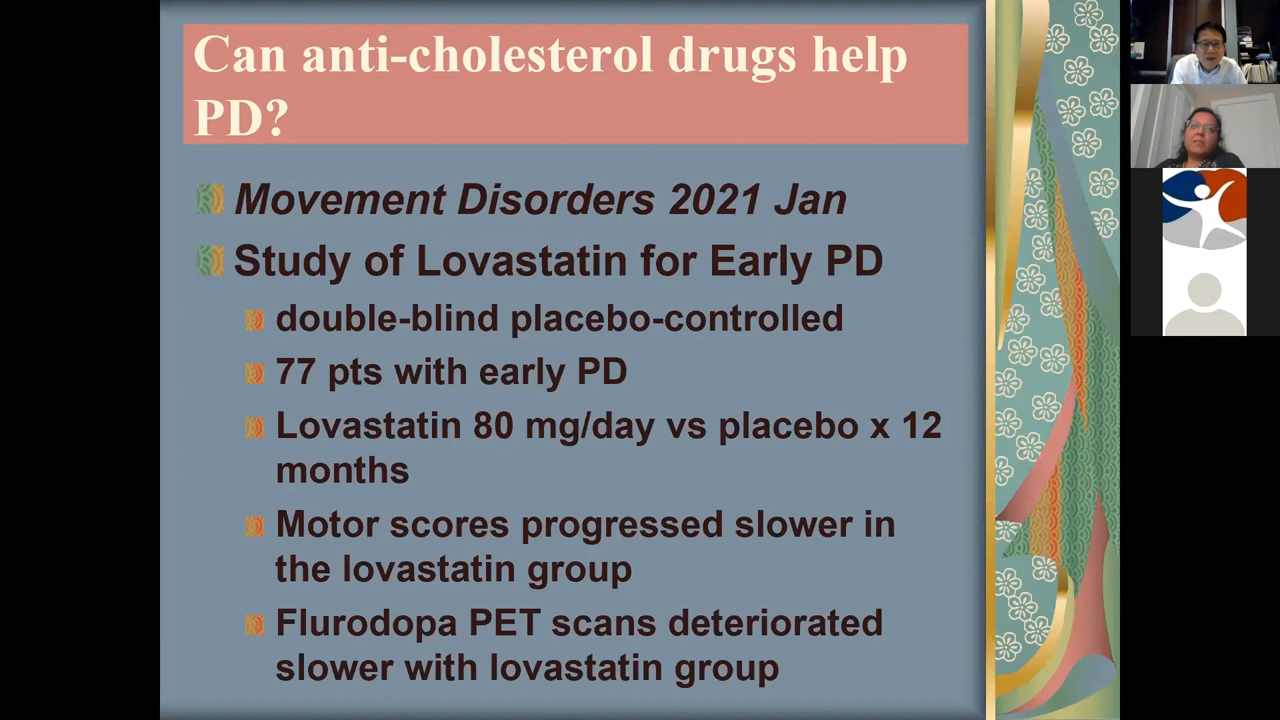 Can anti-cholesterol drugs help
PD?
Movement Disorders 2021 Jan
Study of Lovastatin for Early PD
double-blind placebo-controlled
77 pts with early PD
Lovastatin 80 mg/day vs placebo x 12
months
Motor scores progressed slower in
the lovastatin group
Flurodopa PET scans deteriorated
slower with lovastatin group